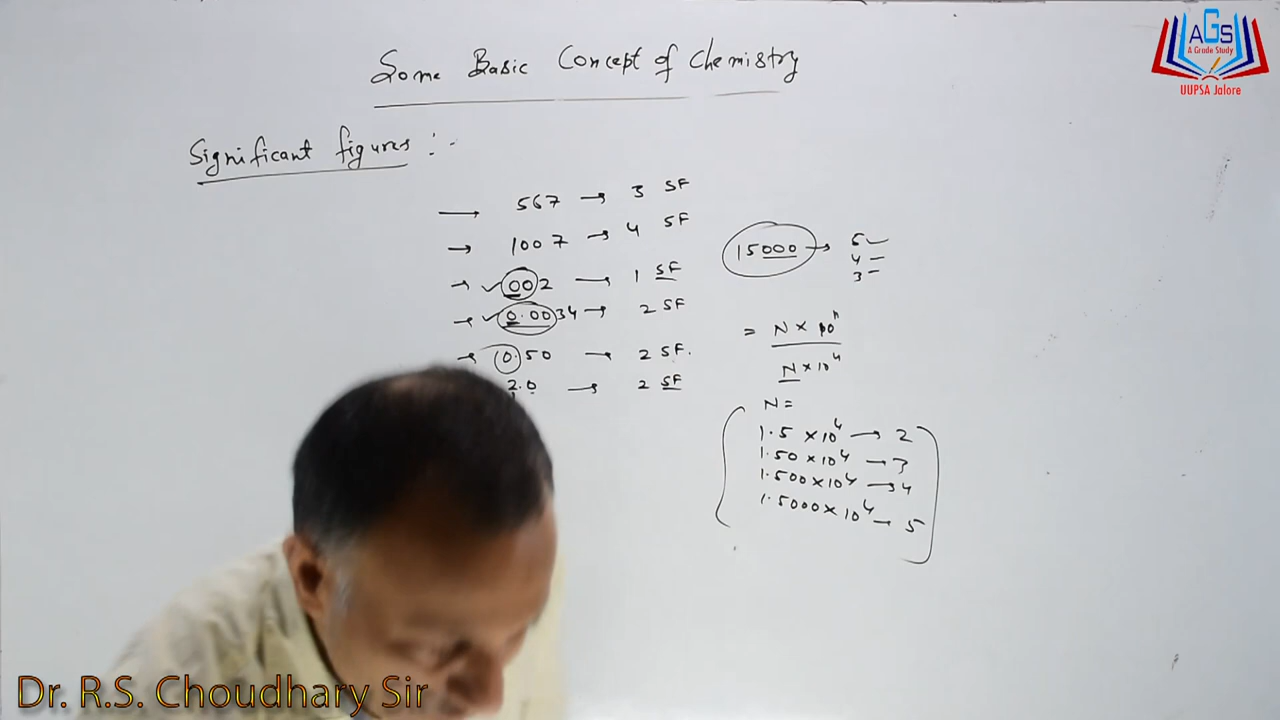 Some Basic Concept of Chemistry
AGS
A Grade Study
UUPSA Jalore
Significant figures :-
→ 567 → 3 SF
→ 1007 → 4 SF
→ ✓002 → 1 SF
→ ✓0.0034 → 2 SF
→ 0.50 → 2 SF.
2.0 → 2 SF
15000 → 5
4
3
= N × 10ⁿ
N × 10⁴
N =
1.5 × 10⁴ → 2
1.50 × 10⁴ → 3
1.500 × 10⁴ → 4
1.5000 × 10⁴ → 5
Dr. R.S. Choudhary Sir